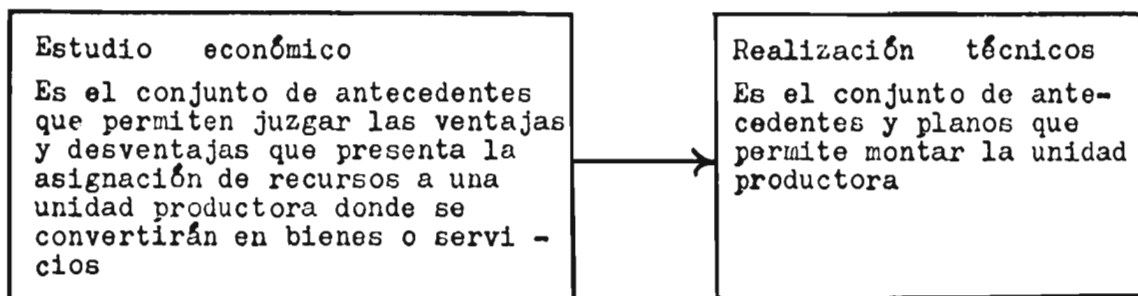 Estudio económico
Es el conjunto de antecedentes
que permiten juzgar las ventajas
y desventajas que presenta la
asignación de recursos a una
unidad productora donde se
convertirán en bienes o servi -
cios
Realización técnicos
Es el conjunto de ante-
cedentes y planos que
permite montar la unidad
productora